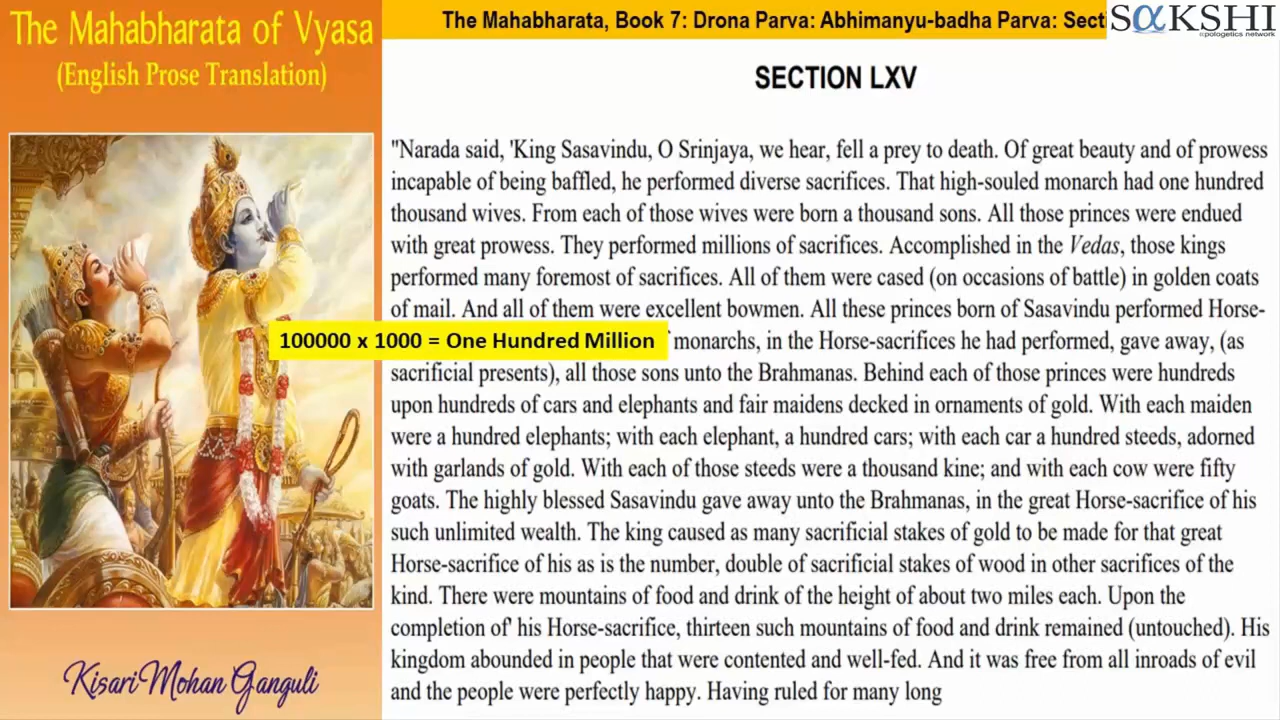 The Mahabharata of Vyasa
(English Prose Translation)
The Mahabharata, Book 7: Drona Parva: Abhimanyu-badha Parva: Sect
SαKSHI
apologetics network
SECTION LXV
"Narada said, 'King Sasavindu, O Srinjaya, we hear, fell a prey to death. Of great beauty and of prowess
incapable of being baffled, he performed diverse sacrifices. That high-souled monarch had one hundred
thousand wives. From each of those wives were born a thousand sons. All those princes were endued
with great prowess. They performed millions of sacrifices. Accomplished in the Vedas, those kings
performed many foremost of sacrifices. All of them were cased (on occasions of battle) in golden coats
of mail. And all of them were excellent bowmen. All these princes born of Sasavindu performed Horse-
100000 x 1000 = One Hundred Million
monarchs, in the Horse-sacrifices he had performed, gave away, (as
sacrificial presents), all those sons unto the Brahmanas. Behind each of those princes were hundreds
upon hundreds of cars and elephants and fair maidens decked in ornaments of gold. With each maiden
were a hundred elephants; with each elephant, a hundred cars; with each car a hundred steeds, adorned
with garlands of gold. With each of those steeds were a thousand kine; and with each cow were fifty
goats. The highly blessed Sasavindu gave away unto the Brahmanas, in the great Horse-sacrifice of his
such unlimited wealth. The king caused as many sacrificial stakes of gold to be made for that great
Horse-sacrifice of his as is the number, double of sacrificial stakes of wood in other sacrifices of the
kind. There were mountains of food and drink of the height of about two miles each. Upon the
completion of' his Horse-sacrifice, thirteen such mountains of food and drink remained (untouched). His
kingdom abounded in people that were contented and well-fed. And it was free from all inroads of evil
and the people were perfectly happy. Having ruled for many long
Kisari Mohan Ganguli